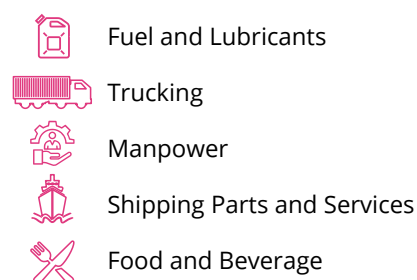 Fuel and Lubricants
Trucking
Manpower
Shipping Parts and Services
Food and Beverage